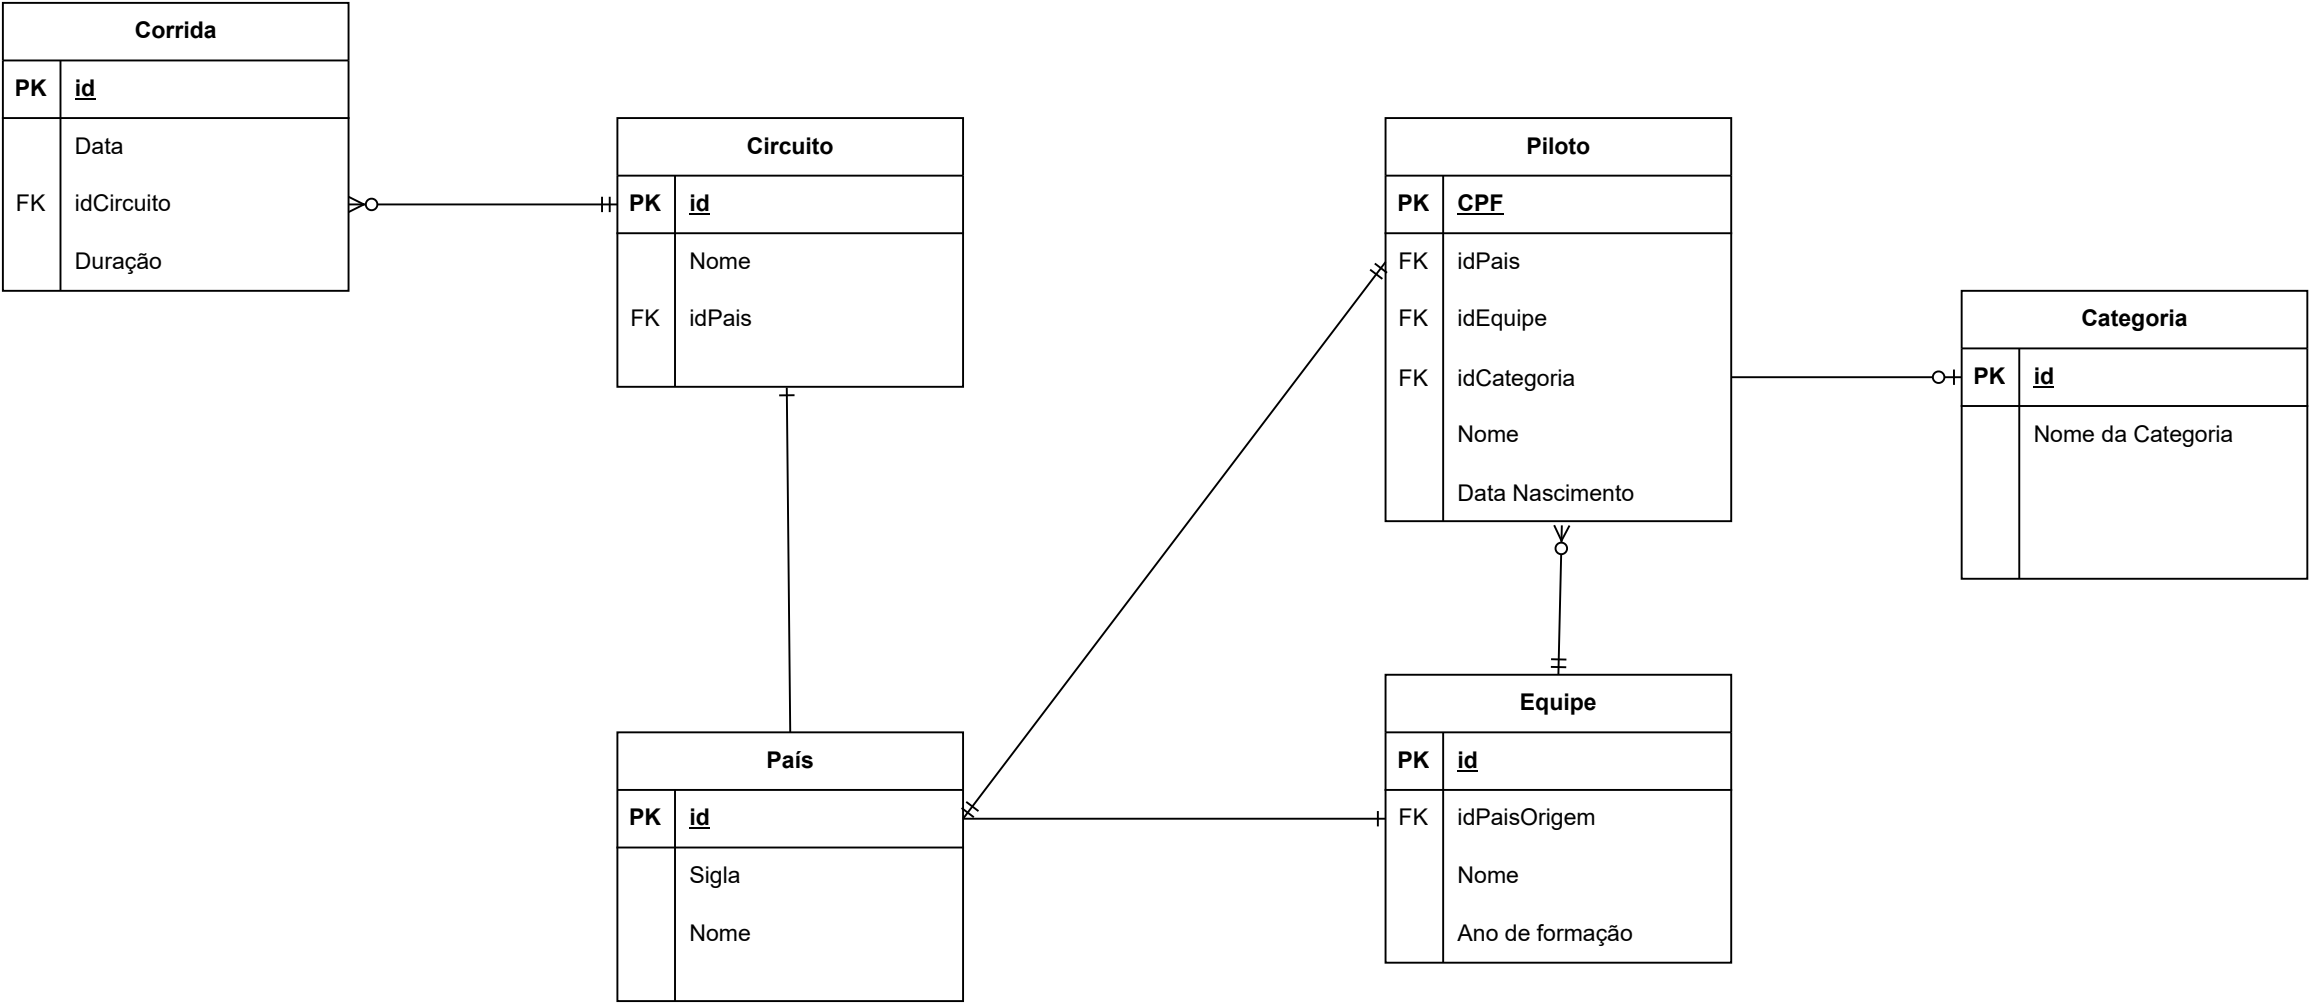 Corrida
PK id
Data
FK idCircuito
Duração
Circuito
PK id
Nome
FK idPais
Piloto
PK CPF
FK idPais
FK idEquipe
FK idCategoria
Nome
Data Nascimento
Categoria
PK id
Nome da Categoria
País
PK id
Sigla
Nome
Equipe
PK id
FK idPaisOrigem
Nome
Ano de formação